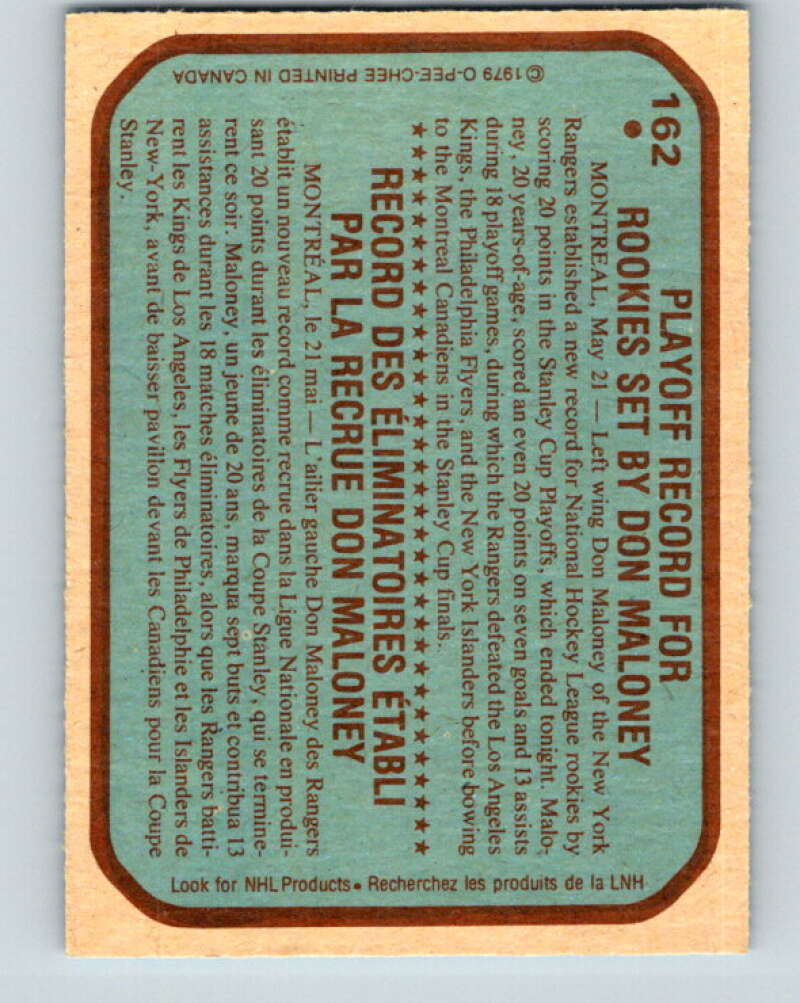 162
PLAYOFF RECORD FOR
ROOKIES SET BY DON MALONEY
MONTREAL, May 21 — Left wing Don Maloney of the New York
Rangers established a new record for National Hockey League rookies by
scoring 20 points in the Stanley Cup Playoffs, which ended tonight. Malo-
ney, 20 years-of-age, scored an even 20 points on seven goals and 13 assists
during 18 playoff games, during which the Rangers defeated the Los Angeles
Kings, the Philadelphia Flyers, and the New York Islanders before bowing
to the Montreal Canadiens in the Stanley Cup finals.
RECORD DES ÉLIMINATOIRES ÉTABLI
PAR LA RECRUE DON MALONEY
MONTRÉAL, le 21 mai — L'ailier gauche Don Maloney des Rangers
établit un nouveau record comme recrue dans la Ligue Nationale en produi-
sant 20 points durant les éliminatoires de la Coupe Stanley, qui se termine-
rent ce soir. Maloney, un jeune de 20 ans, marqua sept buts et contribua 13
assistances durant les 18 matches éliminatoires, alors que les Rangers batti-
rent les Kings de Los Angeles, les Flyers de Philadelphie et les Islanders de
New-York, avant de baisser pavillon devant les Canadiens pour la Coupe
Stanley.
© 1979 O-PEE-CHEE PRINTED IN CANADA
Look for NHL Products • Recherchez les produits de la LNH